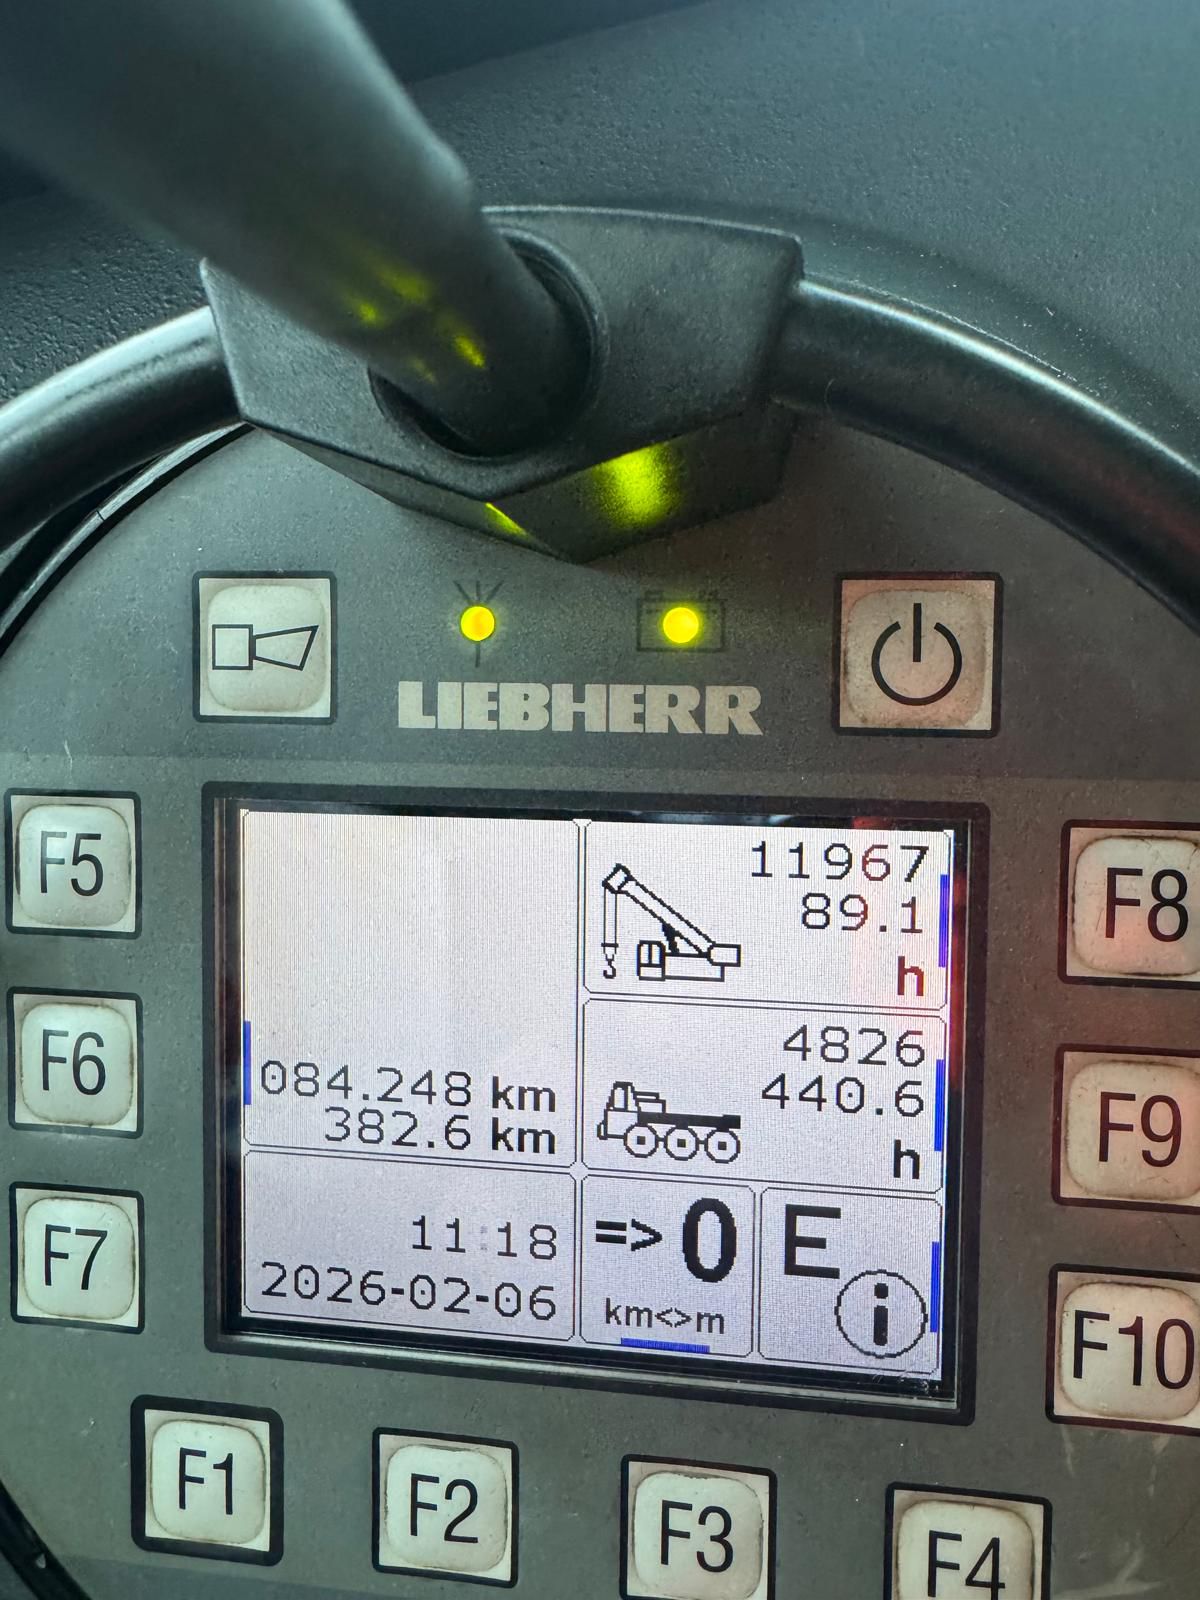 LIEBHERR
F5
F6
F7
F8
F9
F10
11967
89.1
h
084.248 km
382.6 km
4826
440.6
h
11:18
2026-02-06
=> 0
km<>m
E
i
F1
F2
F3
F4